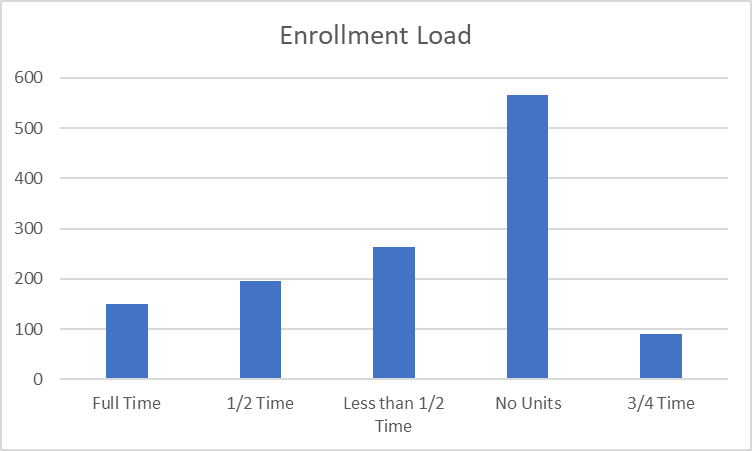 Enrollment Load
600
500
400
300
200
100
0
Full Time
1/2 Time
Less than 1/2
Time
No Units
3/4 Time